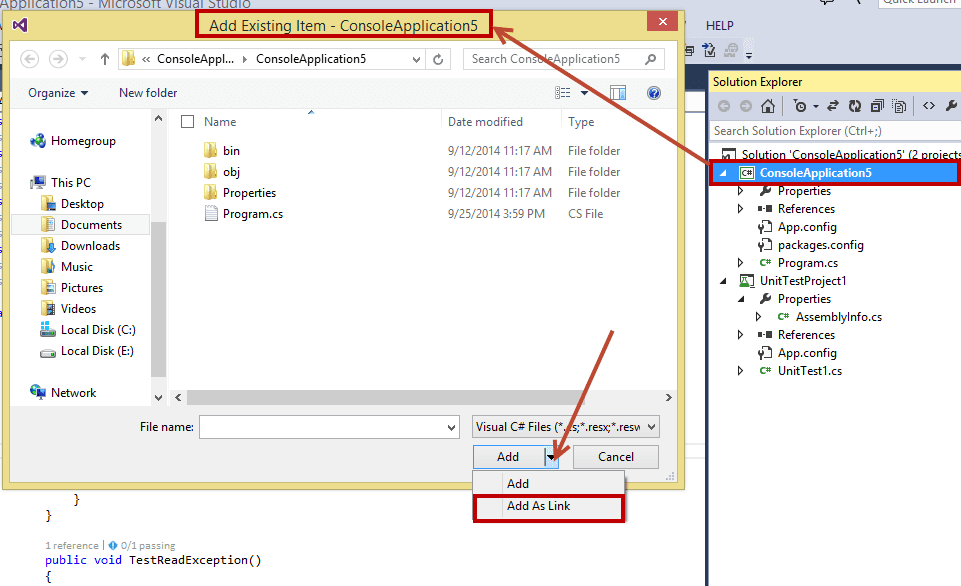 Application5 - Microsoft Visual Studio
Quick Launch
Add Existing Item - ConsoleApplication5
HELP
« ConsoleAppl... ConsoleApplication5
Search ConsoleApplication5
Organize
New folder
Name
Date modified
Type
Homegroup
This PC
Desktop
Documents
Downloads
Music
Pictures
Videos
Local Disk (C:)
Local Disk (E:)
Network
bin 9/12/2014 11:17 AM File folder
obj 9/12/2014 11:17 AM File folder
Properties 9/12/2014 11:17 AM File folder
Program.cs 9/25/2014 3:59 PM CS File
File name:
Visual C# Files (*.cs;*.resx;*.resw
Add
Cancel
Add
Add As Link
Solution Explorer
Search Solution Explorer (Ctrl+;)
Solution 'ConsoleApplication5' (2 projects
C# ConsoleApplication5
Properties
References
App.config
packages.config
C# Program.cs
UnitTestProject1
Properties
C# AssemblyInfo.cs
References
App.config
C# UnitTest1.cs
}
}
1 reference | 0/1 passing
public void TestReadException()
{